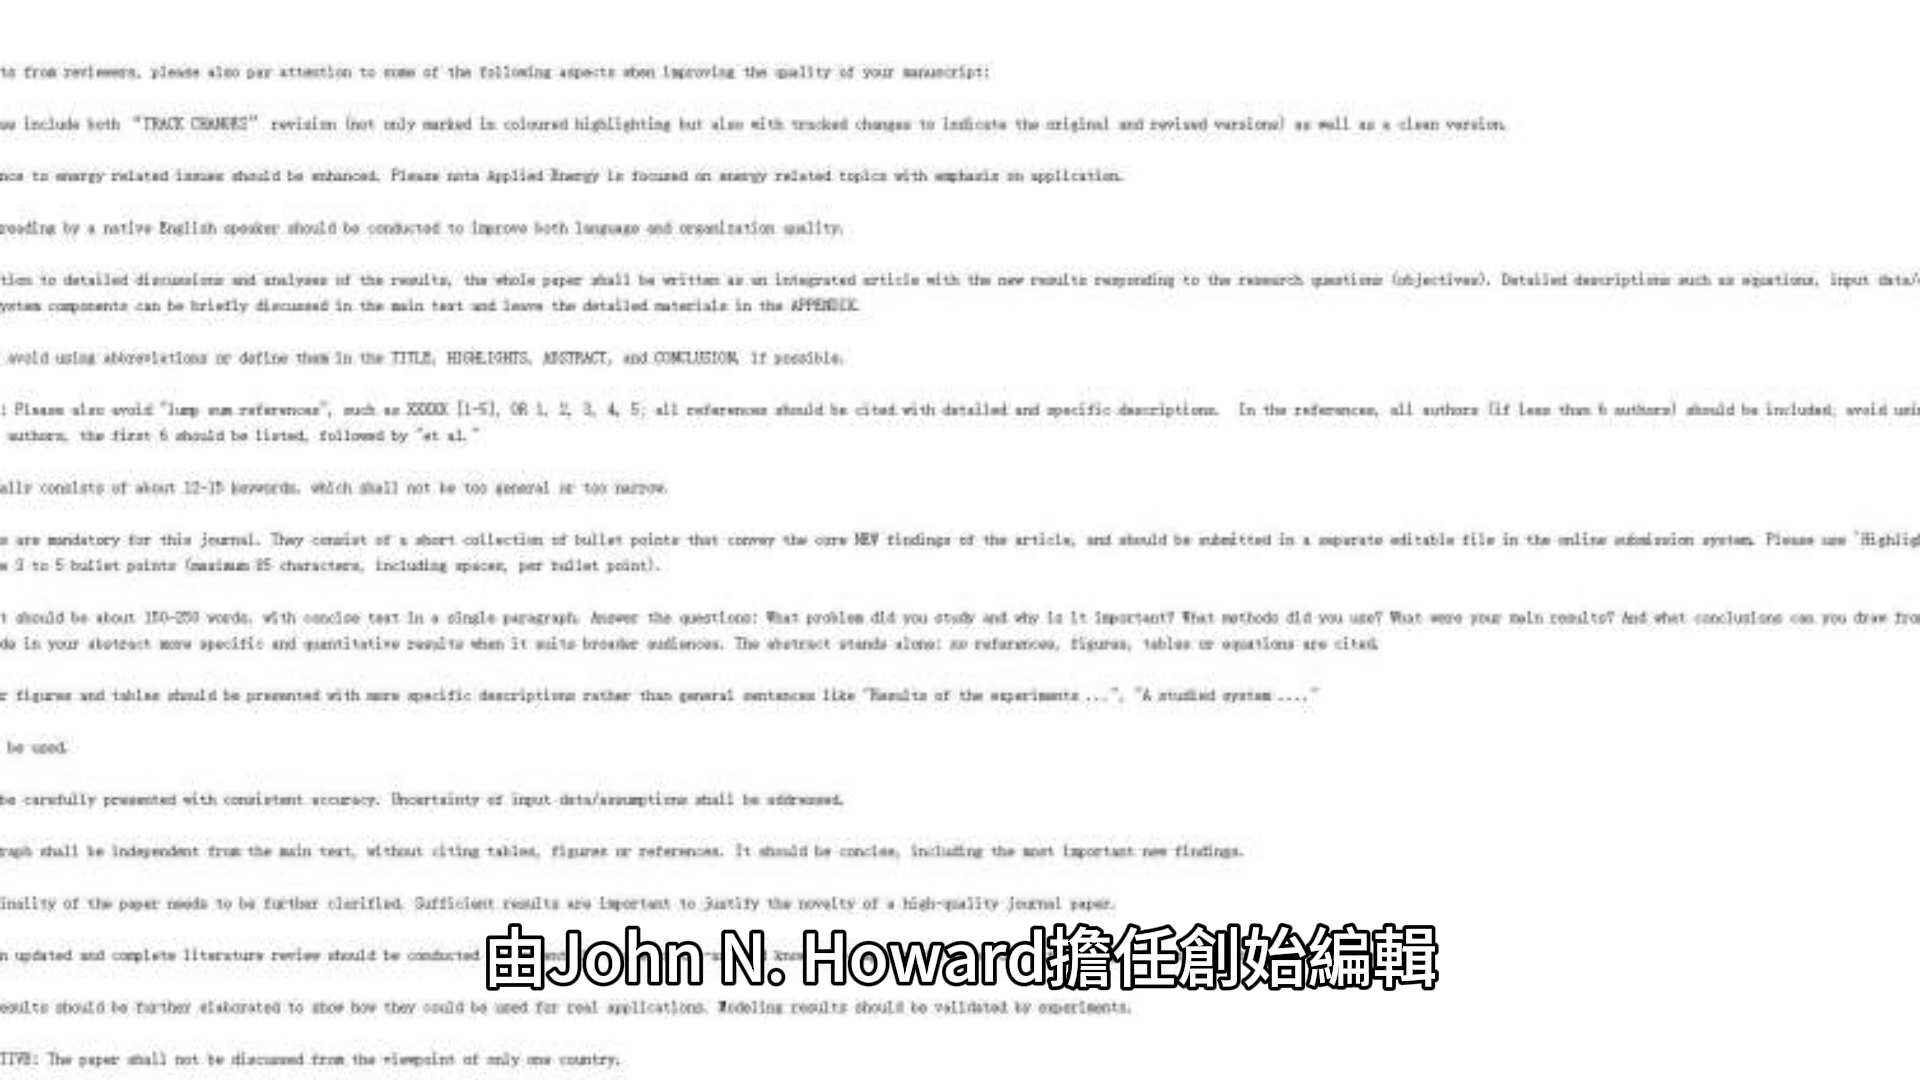 ts from reviewers, please also pay attention to some of the following aspects when improving the quality of your manuscript:
include both “TRACK CHANGES” revision (not only marked in coloured highlighting but also with tracked changes to indicate the original and revised versions) as well as a clean version.
nce to energy related issues should be enhanced. Please note Applied Energy is focused on energy related topics with emphasis on application.
reading by a native English speaker should be conducted to improve both language and organization quality.
tion to detailed discussions and analyses of the results, the whole paper shall be written as an integrated article with the new results responding to the research questions (objectives). Detailed descriptions such as equations, input data/
ystem components can be briefly discussed in the main text and leave the detailed materials in the APPENDIX.
avoid using abbreviations or define them in the TITLE, HIGHLIGHTS, ABSTRACT, and CONCLUSION, if possible.
: Please also avoid "lump sum references", such as XXXXX [1-5], OR 1, 2, 3, 4, 5; all references should be cited with detailed and specific descriptions. In the references, all authors (if less than 6 authors) should be included; avoid usin
authors, the first 6 should be listed, followed by "et al."
ally consists of about 12-15 keywords, which shall not be too general or too narrow.
s are mandatory for this journal. They consist of a short collection of bullet points that convey the core NEW findings of the article, and should be submitted in a separate editable file in the online submission system. Please use 'Highlig
e 3 to 5 bullet points (maximum 85 characters, including spaces, per bullet point).
t should be about 150-250 words, with concise text in a single paragraph. Answer the questions: What problem did you study and why is it important? What methods did you use? What were your main results? And what conclusions can you draw fro
de in your abstract more specific and quantitative results when it suits broader audiences. The abstract stands alone: no references, figures, tables or equations are cited.
r figures and tables should be presented with more specific descriptions rather than general sentences like "Results of the experiments ...", "A studied system ...."
be used.
be carefully presented with consistent accuracy. Uncertainty of input data/assumptions shall be addressed.
raph shall be independent from the main text, without citing tables, figures or references. It should be concise, including the most important new findings.
inality of the paper needs to be further clarified. Sufficient results are important to justify the novelty of a high-quality journal paper.
n updated and complete literature review should be conducted
由John N. Howard擔任創始編輯
esults should be further elaborated to show how they could be used for real applications. Modeling results should be validated by experiments.
TIVE: The paper shall not be discussed from the viewpoint of only one country.